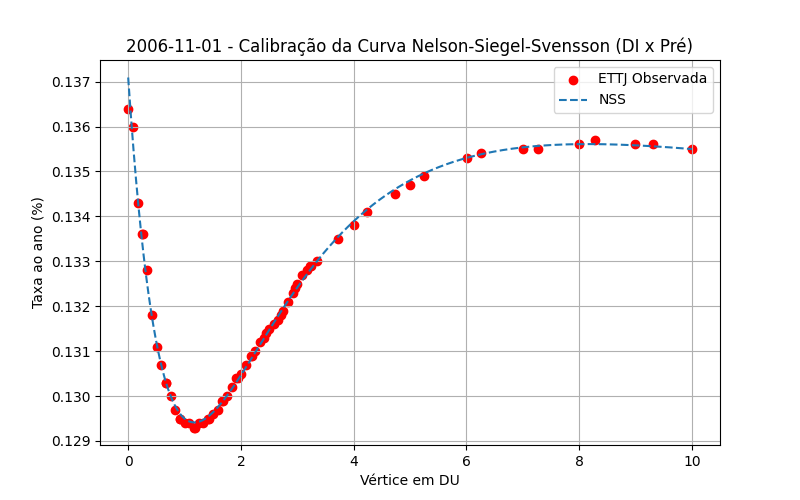 2006-11-01 - Calibração da Curva Nelson-Siegel-Svensson (DI x Pré)
ETTJ Observada
NSS
Taxa ao ano (%)
0.137
0.136
0.135
0.134
0.133
0.132
0.131
0.130
0.129
0 2 4 6 8 10
Vértice em DU